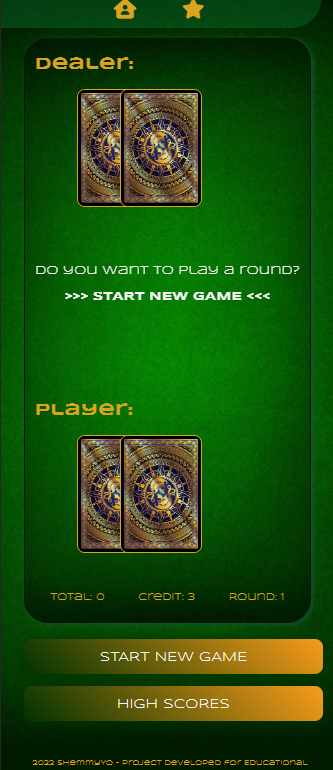 Dealer:
Do you want to play a round?
>>> START NEW GAME <<<
Player:
Total: 0 Credit: 3 Round: 1
START NEW GAME
HIGH SCORES
2022 Shemmyyo - Project developed for Educational